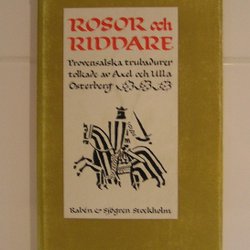 ROSOR och
RIDDARE
Provensalska trubadurer
tolkade av Axel och Ulla
Österberg
Rabén & Sjögren Stockholm